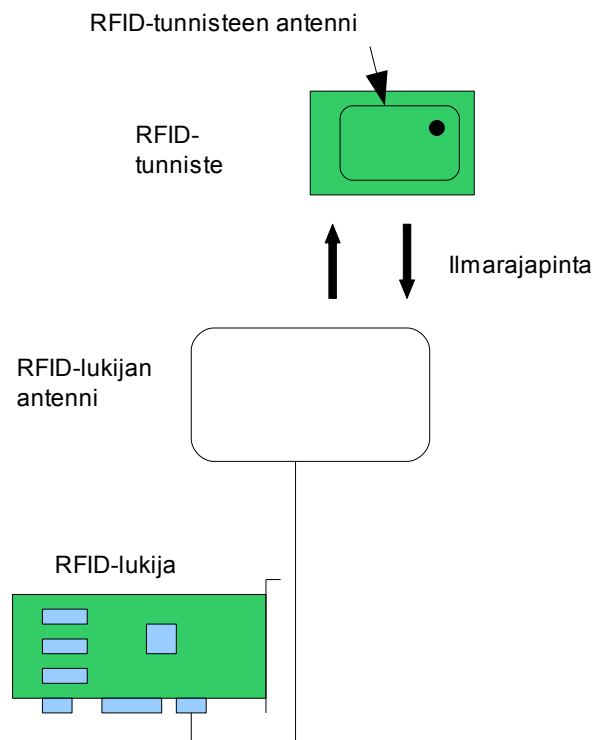 RFID-tunnisteen antenni
RFID-
tunniste
Ilmarajapinta
RFID-lukijan
antenni
RFID-lukija